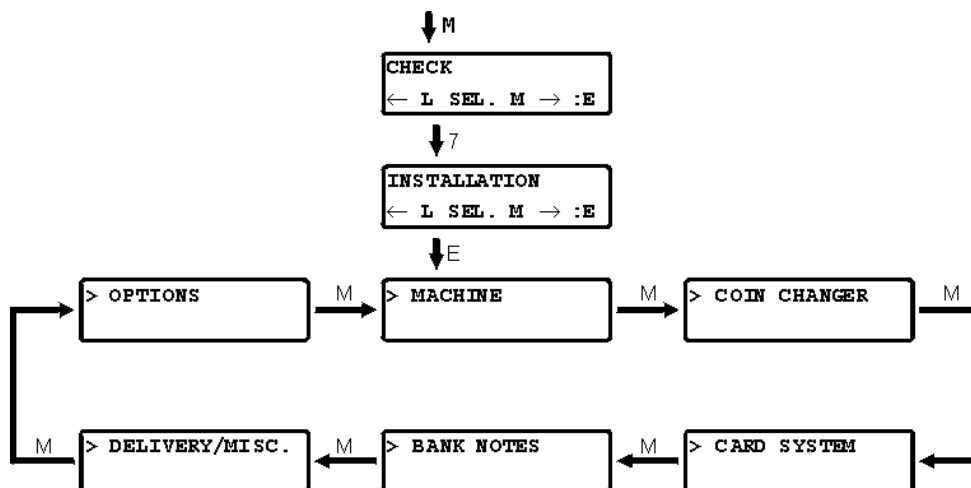 M
CHECK
← L SEL. M → :E
7
INSTALLATION
← L SEL. M → :E
E
> OPTIONS M > MACHINE M > COIN CHANGER M
M > DELIVERY/MISC. M > BANK NOTES M > CARD SYSTEM